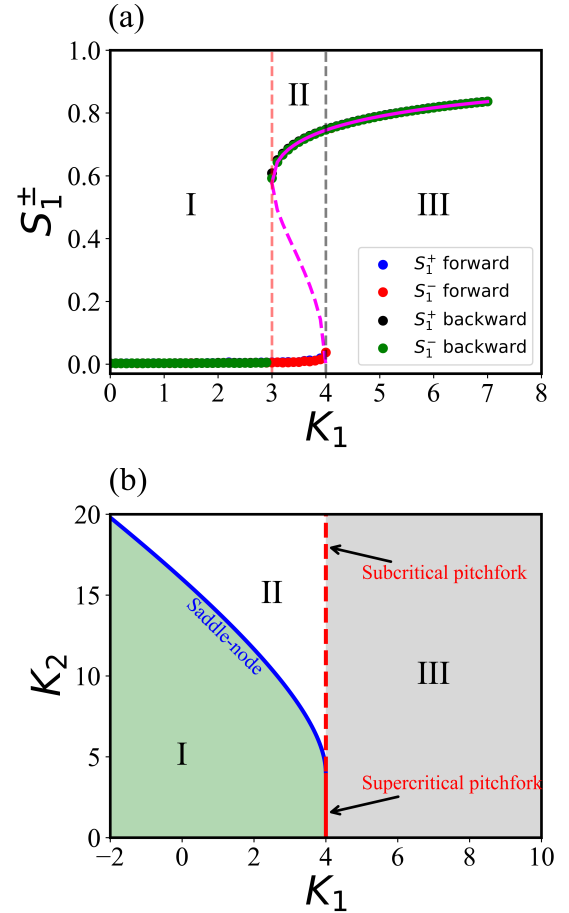 (a)
1.0
0.8
0.6
0.4
0.2
0.0
S₁±
I
II
III
S₁⁺ forward
S₁⁻ forward
S₁⁺ backward
S₁⁻ backward
0 1 2 3 4 5 6 7 8
K₁
(b)
20
15
10
5
0
K₂
Subcritical pitchfork
II
Saddle-node
III
I
Supercritical pitchfork
−2 0 2 4 6 8 10
K₁